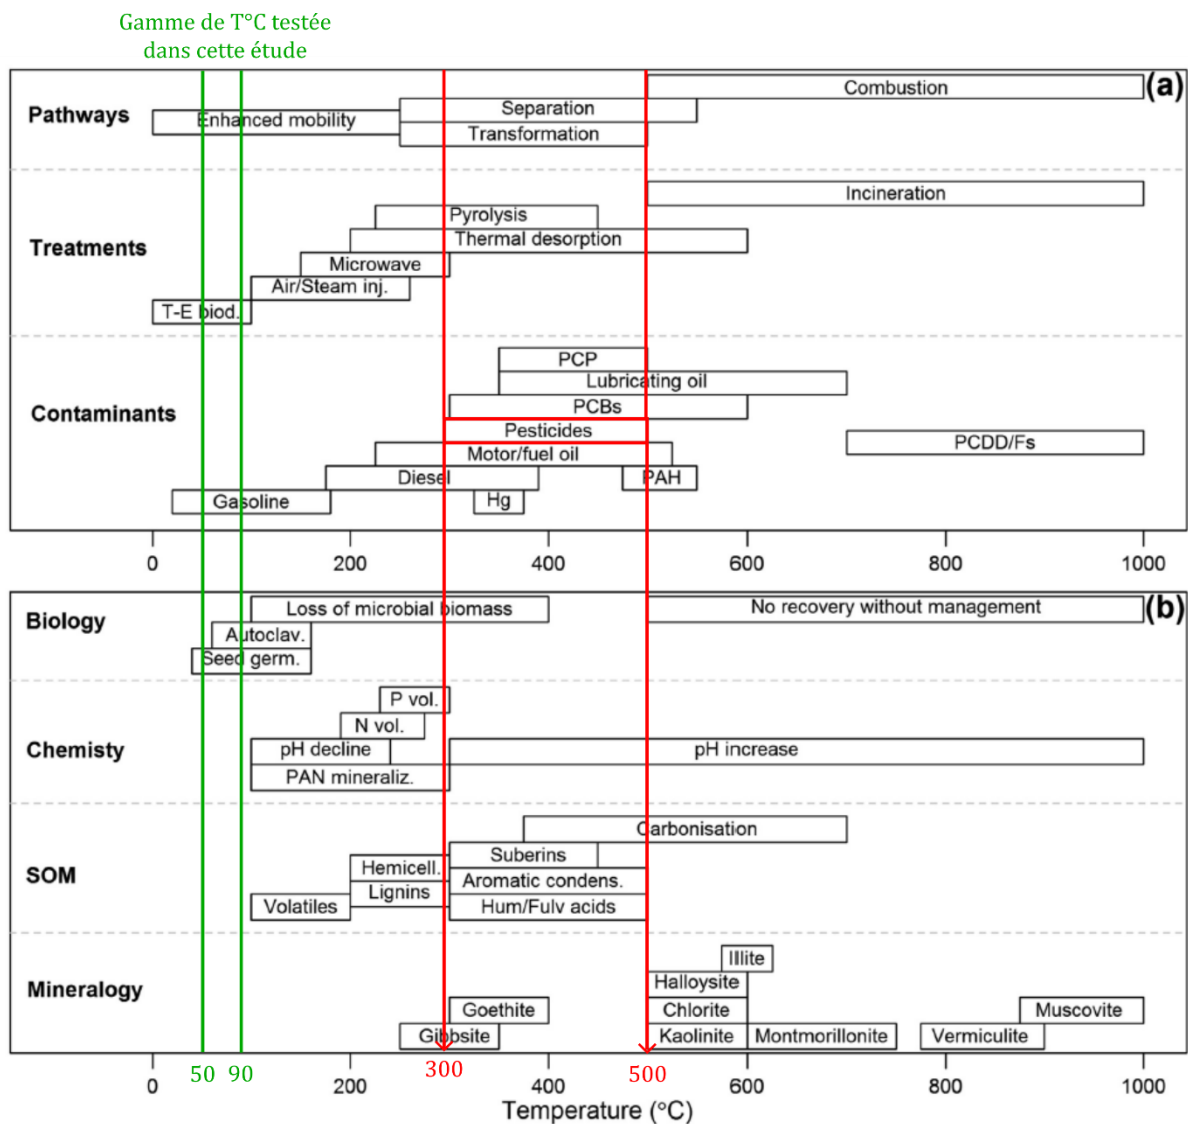 Gamme de T°C testée
dans cette étude
(a)
Pathways
Combustion
Separation
Enhanced mobility
Transformation
Treatments
Incineration
Pyrolysis
Thermal desorption
Microwave
Air/Steam inj.
T-E biod.
Contaminants
PCP
Lubricating oil
PCBs
Pesticides
PCDD/Fs
Motor/fuel oil
Diesel
PAH
Gasoline
Hg
0 200 400 600 800 1000
(b)
Biology
Loss of microbial biomass
No recovery without management
Autoclav.
Seed germ.
Chemisty
P vol.
N vol.
pH decline
pH increase
PAN mineraliz.
SOM
Carbonisation
Suberins
Hemicell.
Aromatic condens.
Lignins
Volatiles
Hum/Fulv acids
Mineralogy
Illite
Halloysite
Goethite
Chlorite
Muscovite
Gibbsite
Kaolinite
Montmorillonite
Vermiculite
50 90 300 500
0 200 400 600 800 1000
Temperature (°C)